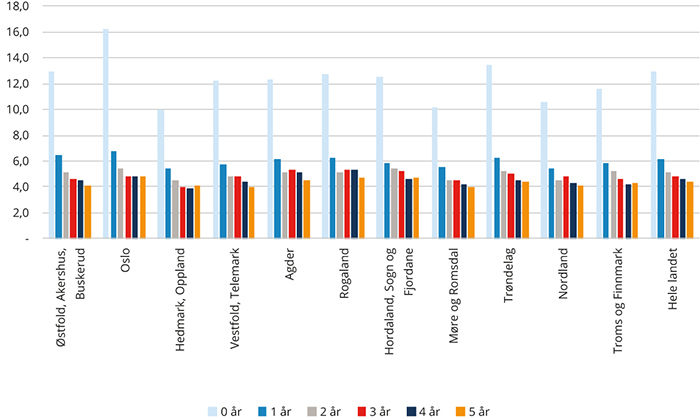 18,0
16,0
14,0
12,0
10,0
8,0
6,0
4,0
2,0
-
Østfold, Akershus,
Buskerud
Oslo
Hedmark, Oppland
Vestfold, Telemark
Agder
Rogaland
Hordaland, Sogn og
Fjordane
Møre og Romsdal
Trøndelag
Nordland
Troms og Finnmark
Hele landet
0 år 1 år 2 år 3 år 4 år 5 år